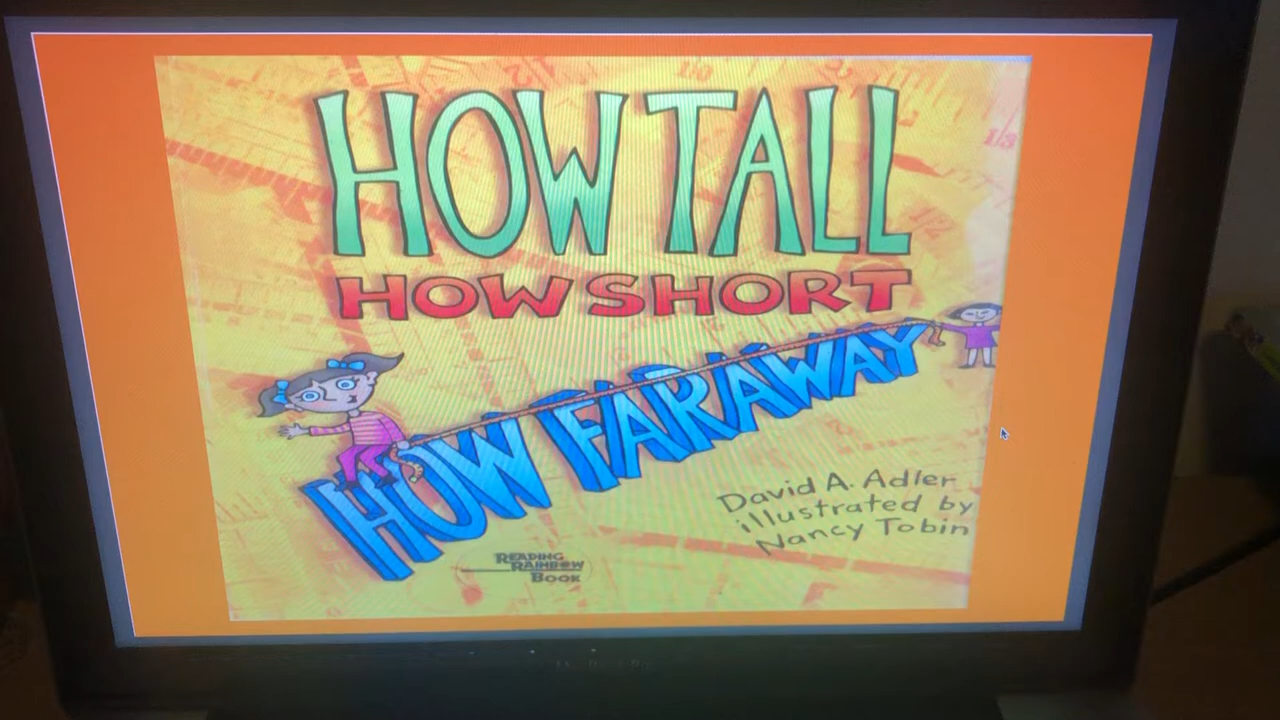 HOW TALL
HOW SHORT
HOW FARAWAY
David A. Adler
illustrated by
Nancy Tobin
READING
RAINBOW
BOOK